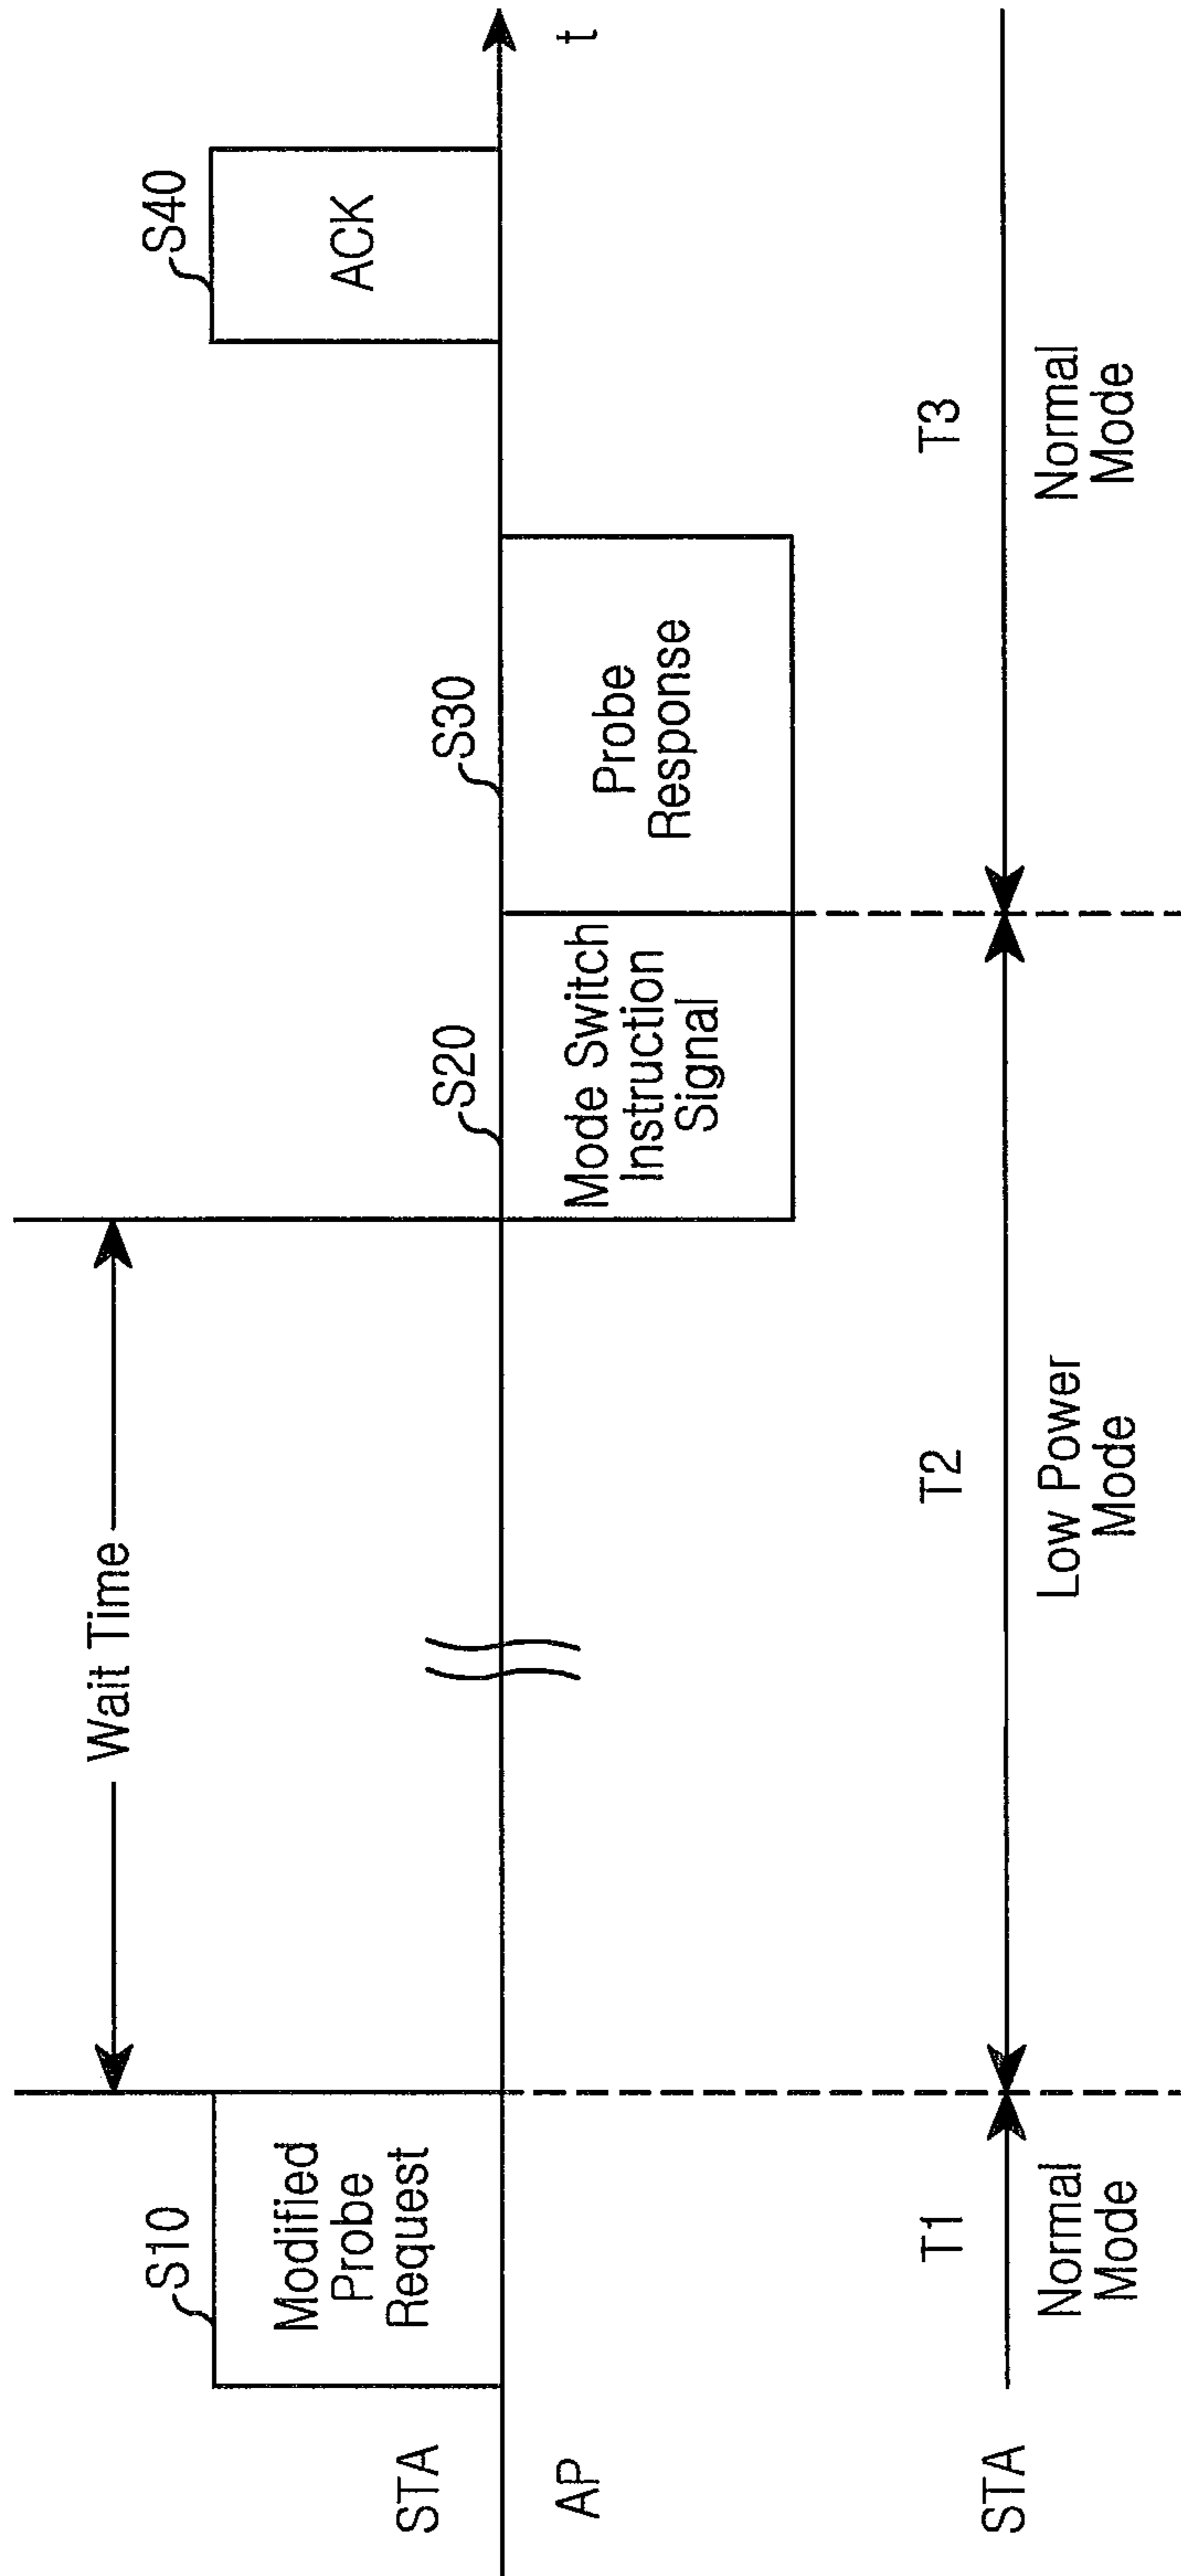 Wait Time
S10
Modified
Probe
Request
S20
Mode Switch
Instruction
Signal
S30
Probe
Response
S40
ACK
STA
AP
t
STA
T1
Normal
Mode
T2
Low Power
Mode
T3
Normal
Mode